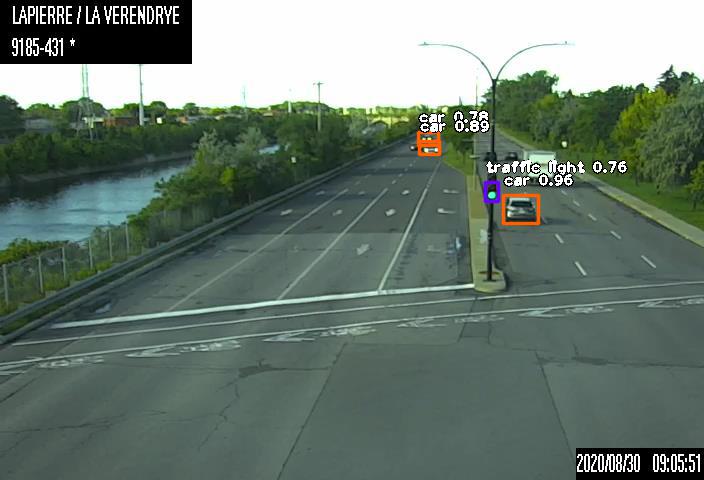 LAPIERRE / LA VERENDRYE
9185-431 *
car 0.78
car 0.89
traffic light 0.76
car 0.96
2020/08/30 09:05:51